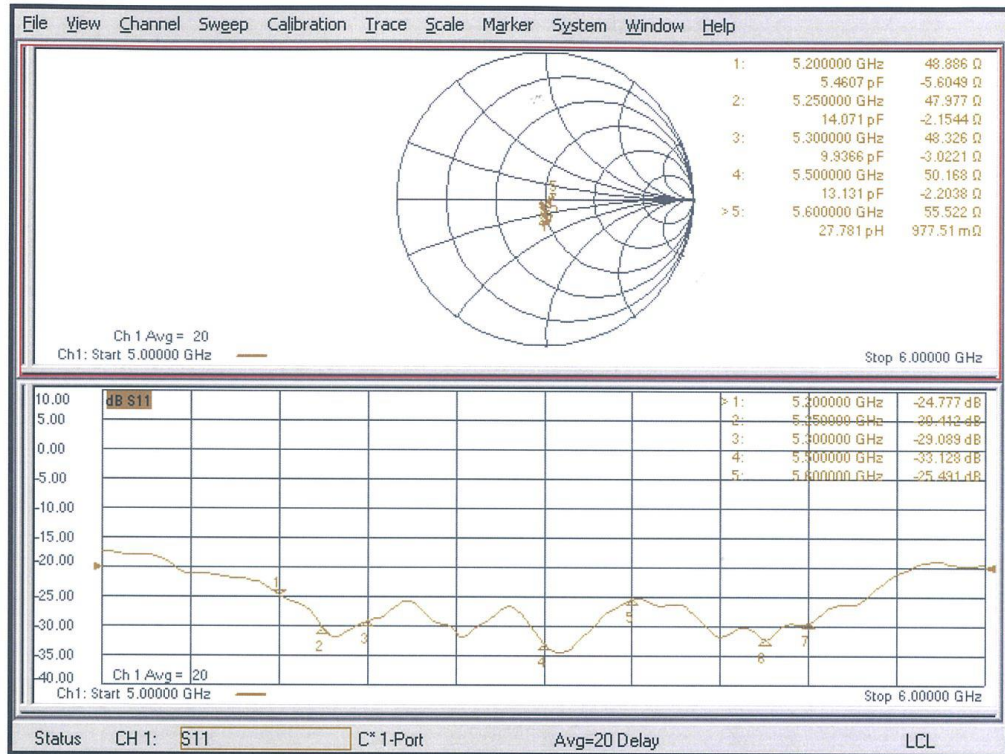 File View Channel Sweep Calibration Trace Scale Marker System Window Help
1: 5.200000 GHz 48.886 Ω
5.4607 pF -5.6049 Ω
2: 5.250000 GHz 47.977 Ω
14.071 pF -2.1544 Ω
3: 5.300000 GHz 48.326 Ω
9.9366 pF -3.0221 Ω
4: 5.500000 GHz 50.168 Ω
13.131 pF -2.2038 Ω
>5: 5.600000 GHz 55.522 Ω
27.781 pH 977.51 mΩ
Ch 1 Avg = 20
Ch1: Start 5.00000 GHz
Stop 6.00000 GHz
10.00
5.00
0.00
-5.00
-10.00
-15.00
-20.00
-25.00
-30.00
-35.00
-40.00
dB S11
>1: 5.200000 GHz -24.777 dB
2: 5.250000 GHz -30.412 dB
3: 5.300000 GHz -29.089 dB
4: 5.500000 GHz -33.128 dB
5: 5.600000 GHz -25.491 dB
1
2
3
4
5
6
7
Ch 1 Avg = 20
Ch1: Start 5.00000 GHz
Stop 6.00000 GHz
Status CH 1: S11 C* 1-Port Avg=20 Delay LCL